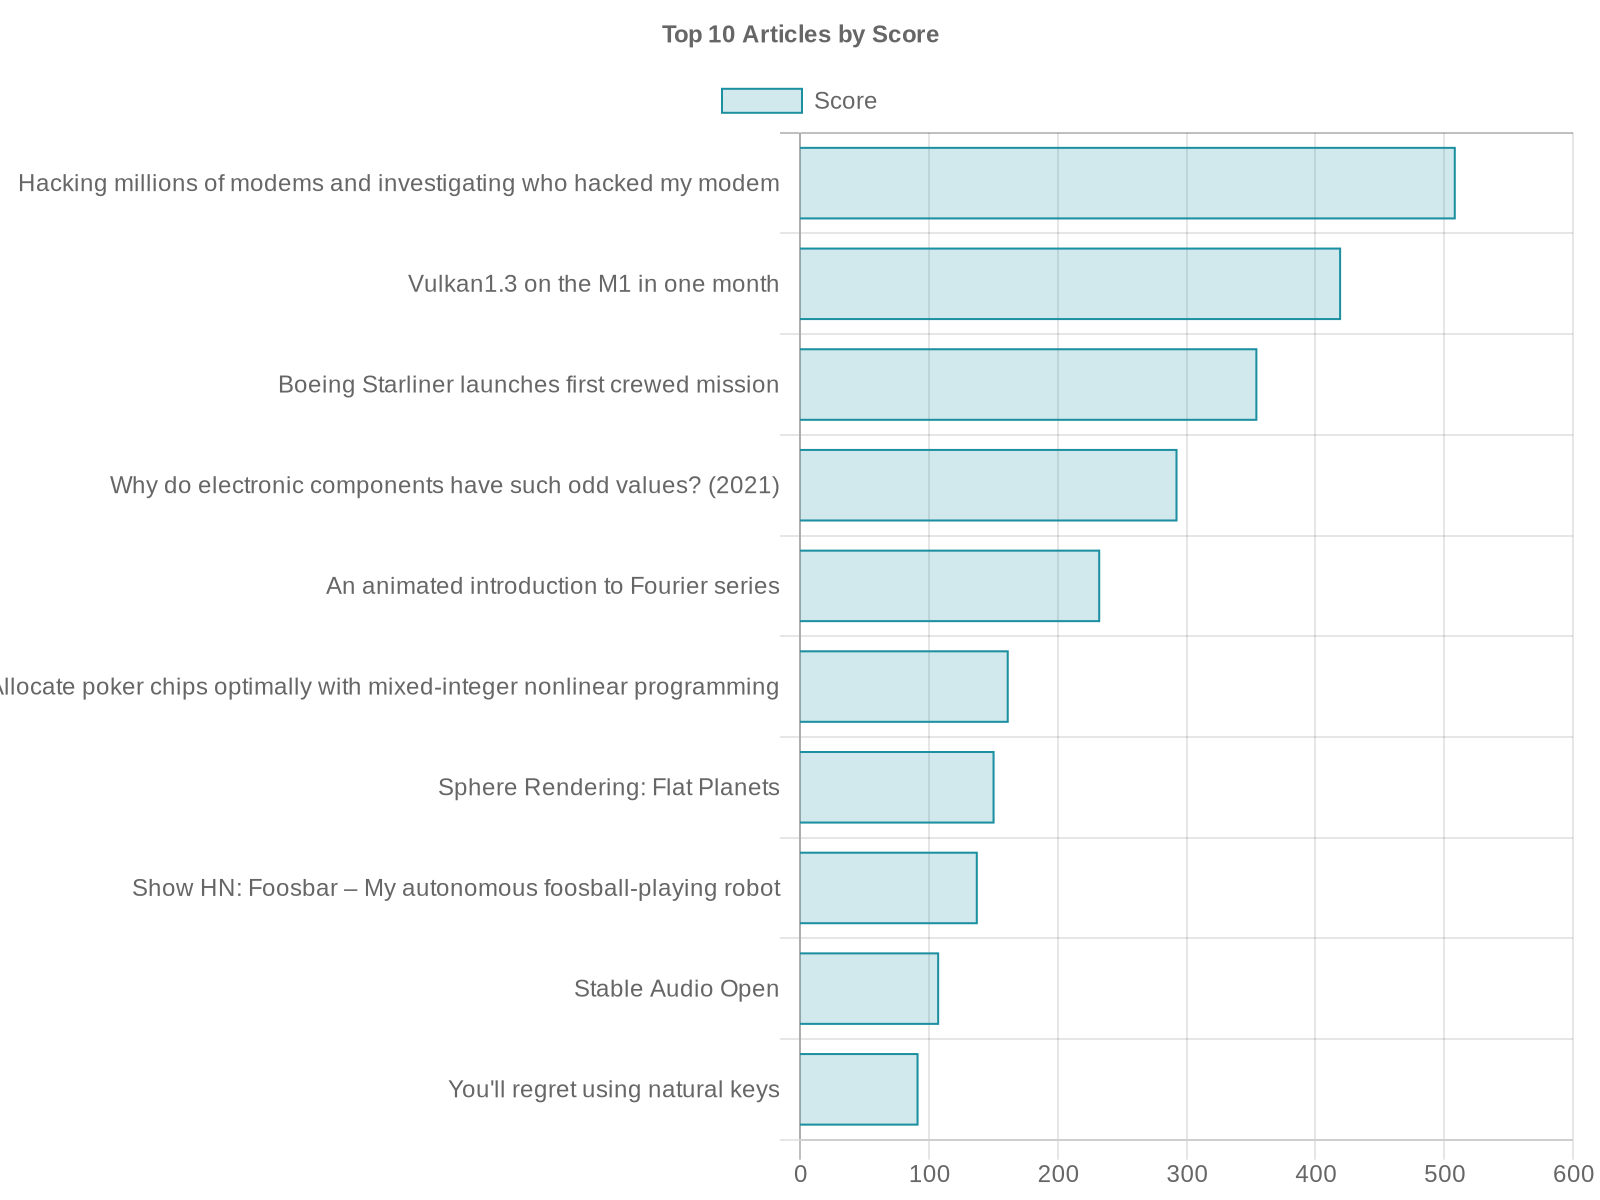 Top 10 Articles by Score
Score
Hacking millions of modems and investigating who hacked my modem
Vulkan1.3 on the M1 in one month
Boeing Starliner launches first crewed mission
Why do electronic components have such odd values? (2021)
An animated introduction to Fourier series
Allocate poker chips optimally with mixed-integer nonlinear programming
Sphere Rendering: Flat Planets
Show HN: Foosbar – My autonomous foosball-playing robot
Stable Audio Open
You'll regret using natural keys
0 100 200 300 400 500 600